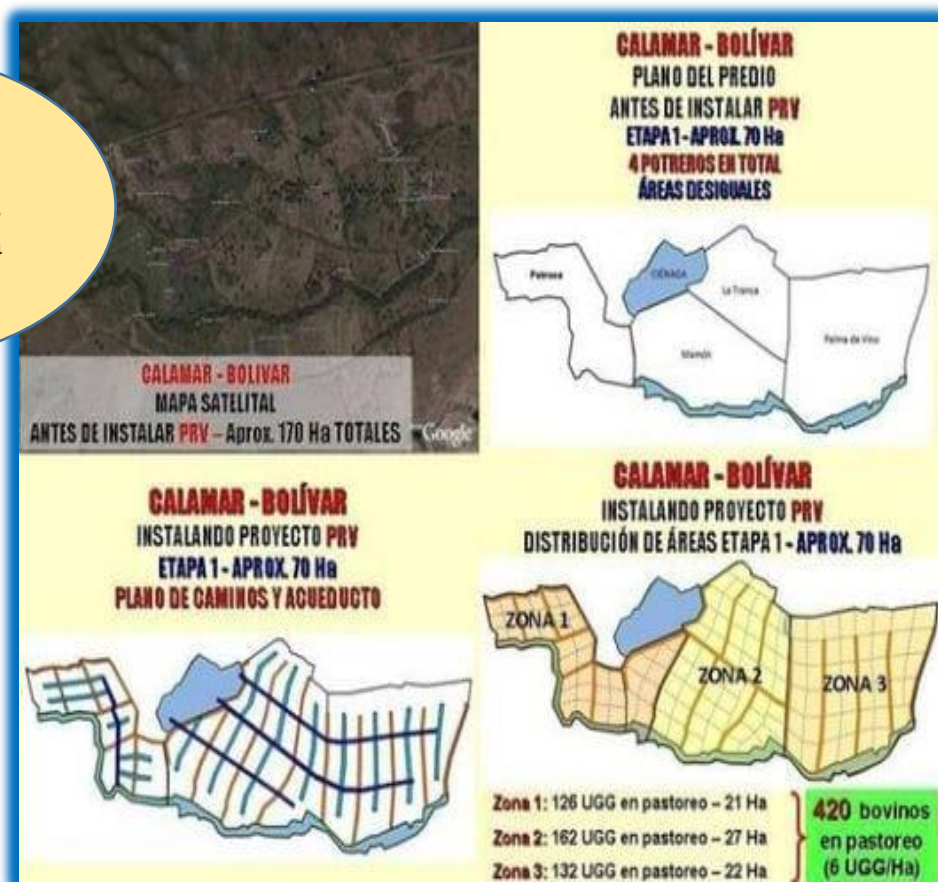 CALAMAR - BOLIVAR
MAPA SATELITAL
ANTES DE INSTALAR PRV – Aprox. 170 Ha TOTALES
Google
CALAMAR - BOLÍVAR
PLANO DEL PREDIO
ANTES DE INSTALAR PRV
ETAPA 1 - APROX. 70 Ha
4 POTREROS EN TOTAL
ÁREAS DESIGUALES
CIÉNAGA
La Tranca
Mamón
Palma de Vino
CALAMAR - BOLÍVAR
INSTALANDO PROYECTO PRV
ETAPA 1 - APROX. 70 Ha
PLANO DE CAMINOS Y ACUEDUCTO
CALAMAR - BOLÍVAR
INSTALANDO PROYECTO PRV
DISTRIBUCIÓN DE ÁREAS ETAPA 1 - APROX. 70 Ha
ZONA 1
ZONA 2
ZONA 3
Zona 1: 126 UGG en pastoreo – 21 Ha
Zona 2: 162 UGG en pastoreo – 27 Ha
Zona 3: 132 UGG en pastoreo – 22 Ha
420 bovinos
en pastoreo
(6 UGG/Ha)